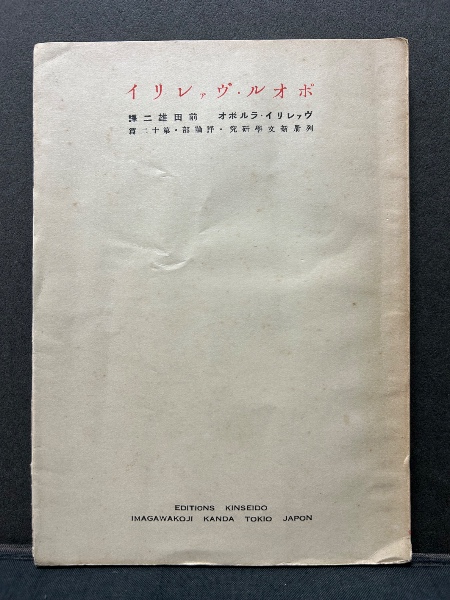 ポオル・ヴァレリイ
ヴァレリイ・ラルボオ 前田雄二譯
新文學研究・評論部・第十二篇
EDITIONS KINSEIDO
IMAGAWAKOJI KANDA TOKIO JAPON